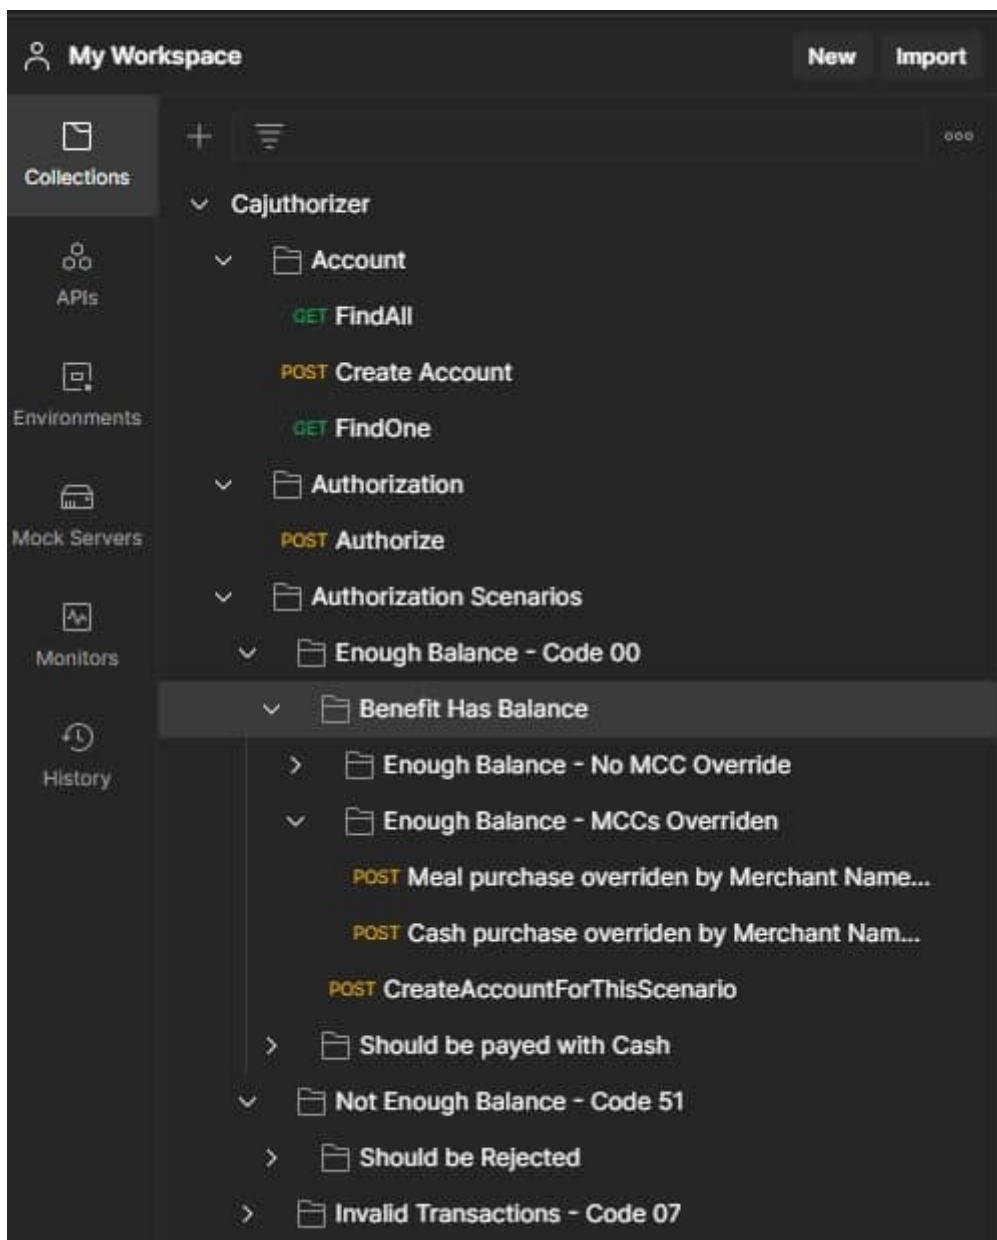 My Workspace New Import
Collections
Cajuthorizer
Account
APIs
GET FindAll
POST Create Account
Environments
GET FindOne
Authorization
Mock Servers
POST Authorize
Authorization Scenarios
Monitors
Enough Balance - Code 00
Benefit Has Balance
History
Enough Balance - No MCC Override
Enough Balance - MCCs Overriden
POST Meal purchase overriden by Merchant Name...
POST Cash purchase overriden by Merchant Nam...
POST CreateAccountForThisScenario
Should be payed with Cash
Not Enough Balance - Code 51
Should be Rejected
Invalid Transactions - Code 07